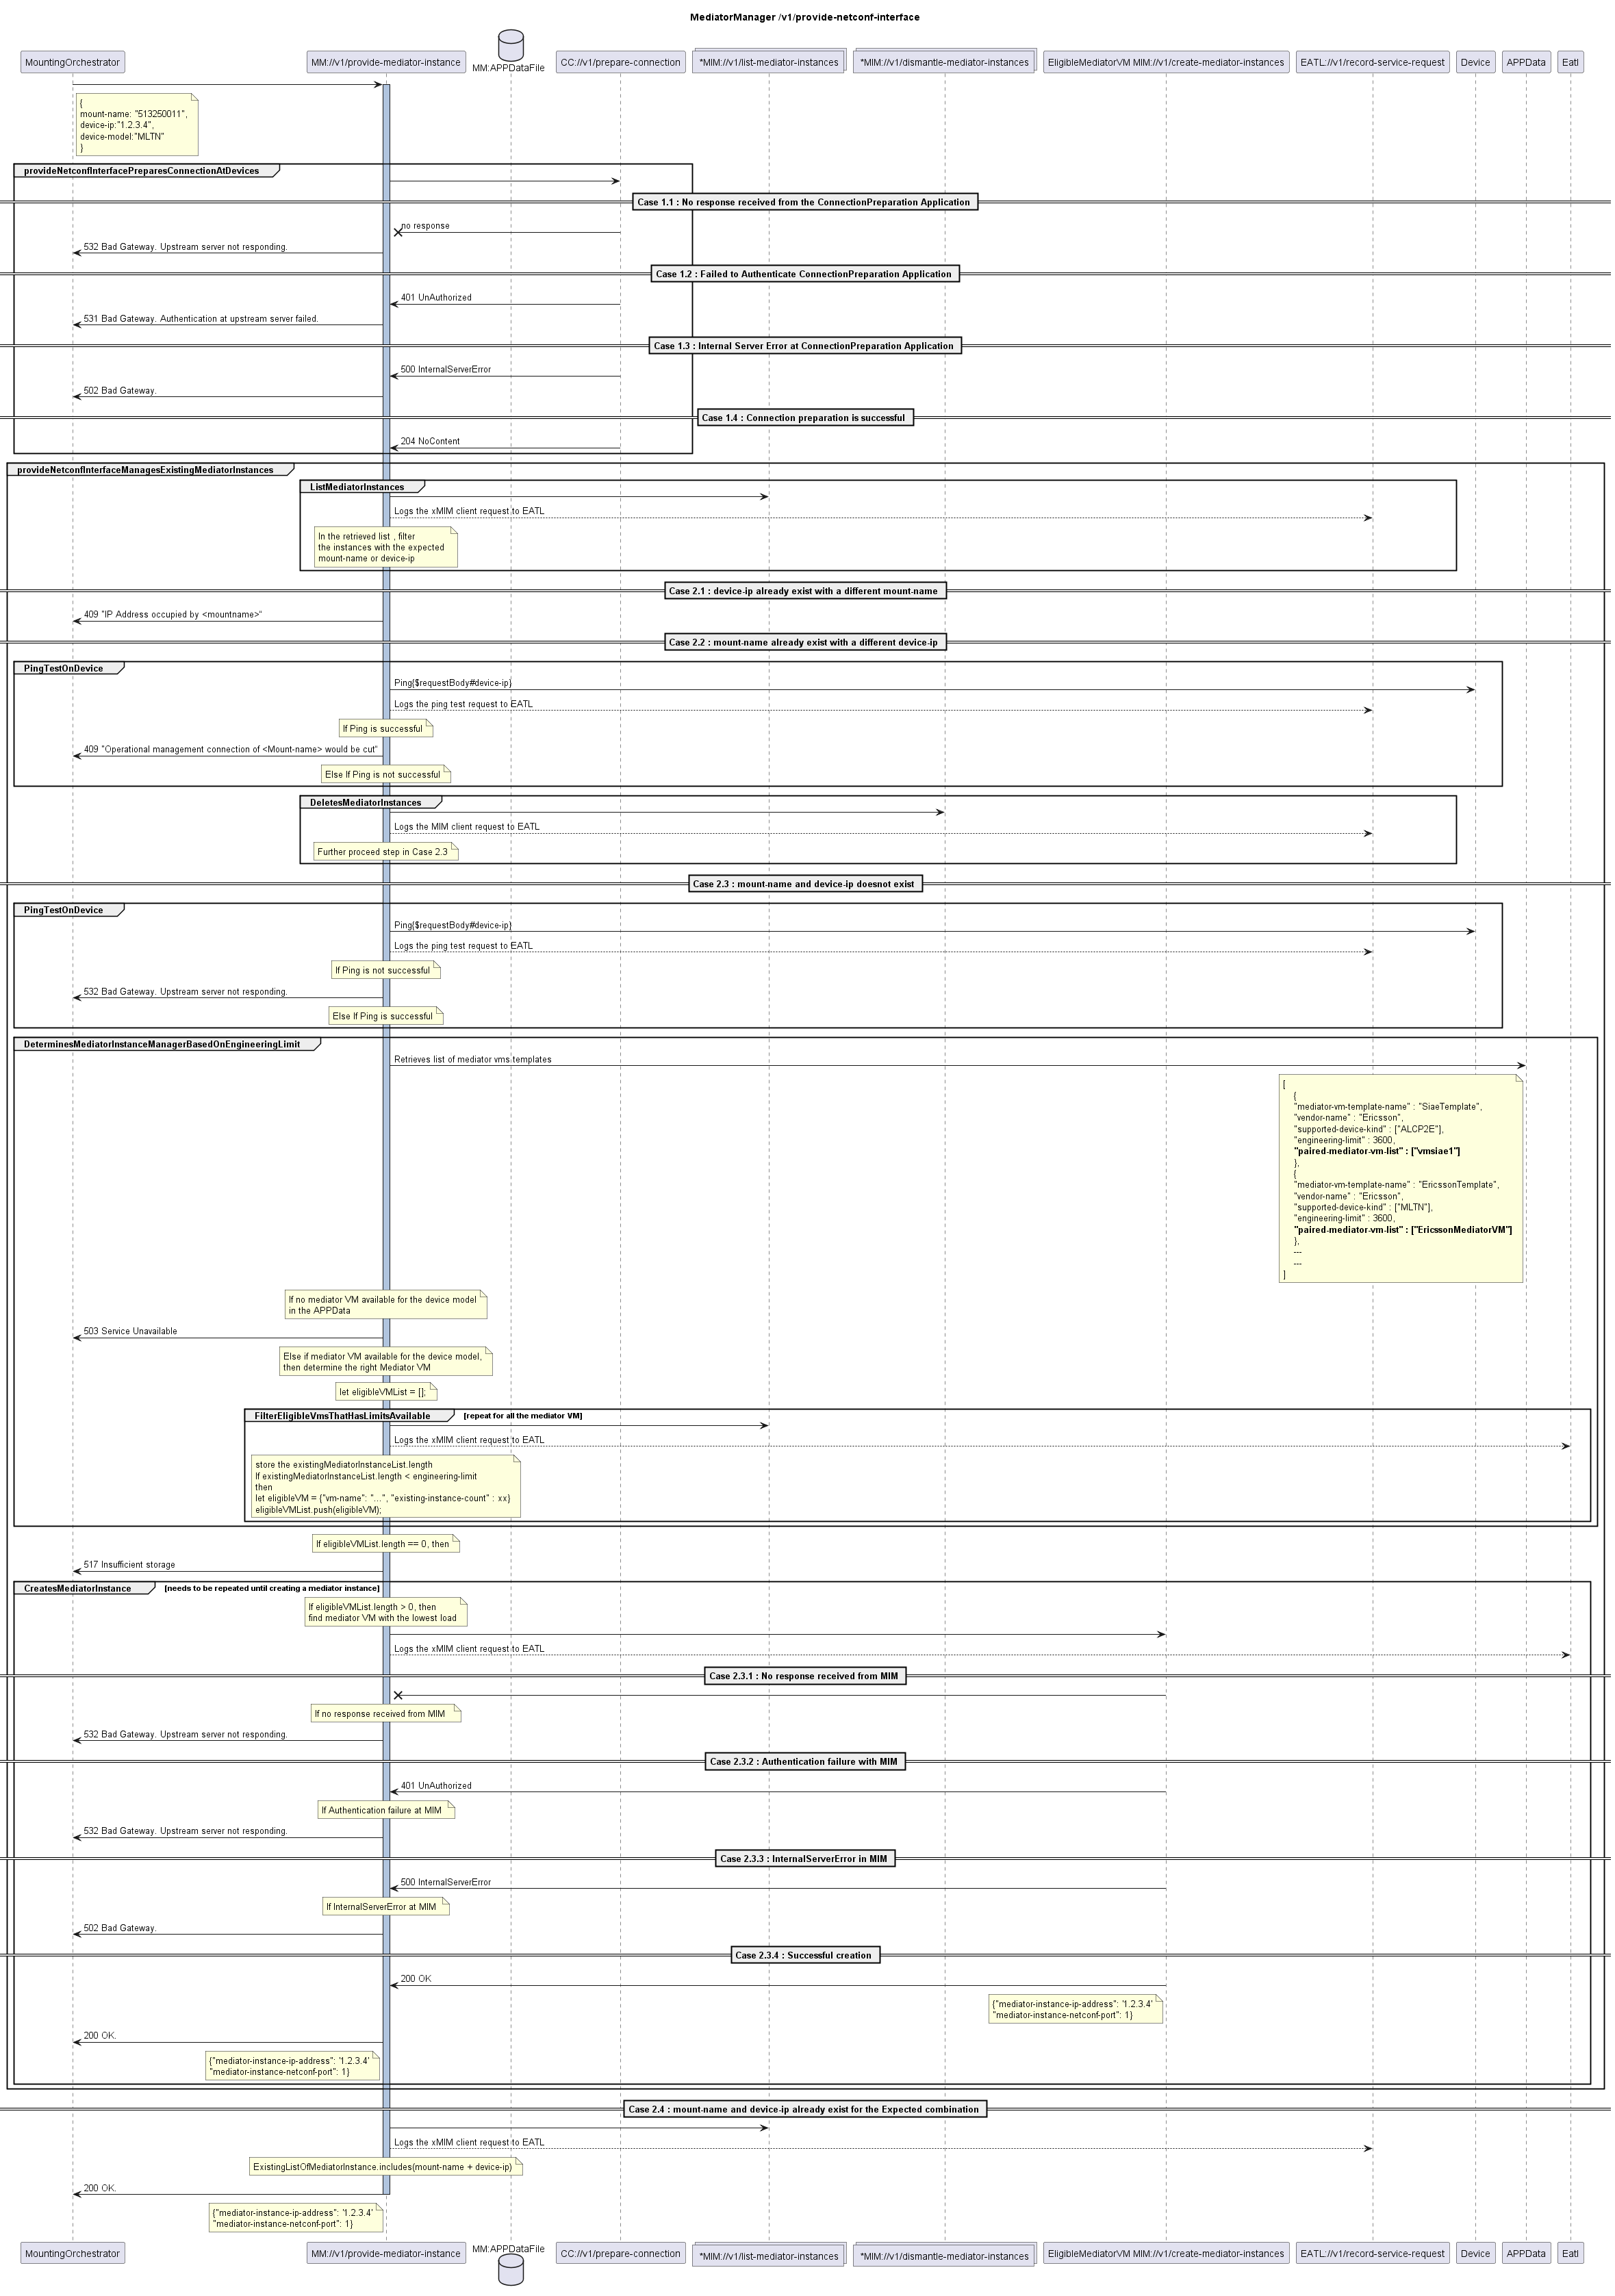 MediatorManager /v1/provide-netconf-interface
MountingOrchestrator
MM://v1/provide-mediator-instance
MM:APPDataFile
CC://v1/prepare-connection
*MIM://v1/list-mediator-instances
*MIM://v1/dismantle-mediator-instances
EligibleMediatorVM MIM://v1/create-mediator-instances
EATL://v1/record-service-request
Device
APPData
Eatl
{
mount-name: "513250011",
device-ip:"1.2.3.4",
device-model:"MLTN"
}
provideNetconfInterfacePreparesConnectionAtDevices
Case 1.1 : No response received from the ConnectionPreparation Application
no response
532 Bad Gateway. Upstream server not responding.
Case 1.2 : Failed to Authenticate ConnectionPreparation Application
401 UnAuthorized
531 Bad Gateway. Authentication at upstream server failed.
Case 1.3 : Internal Server Error at ConnectionPreparation Application
500 InternalServerError
502 Bad Gateway.
Case 1.4 : Connection preparation is successful
204 NoContent
provideNetconfInterfaceManagesExistingMediatorInstances
ListMediatorInstances
Logs the xMIM client request to EATL
In the retrieved list , filter
the instances with the expected
mount-name or device-ip
Case 2.1 : device-ip already exist with a different mount-name
409 "IP Address occupied by <mountname>"
Case 2.2 : mount-name already exist with a different device-ip
PingTestOnDevice
Ping{$requestBody#device-ip}
Logs the ping test request to EATL
If Ping is successful
409 "Operational management connection of <Mount-name> would be cut"
Else If Ping is not successful
DeletesMediatorInstances
Logs the MIM client request to EATL
Further proceed step in Case 2.3
Case 2.3 : mount-name and device-ip doesnot exist
PingTestOnDevice
Ping{$requestBody#device-ip}
Logs the ping test request to EATL
If Ping is not successful
532 Bad Gateway. Upstream server not responding.
Else If Ping is successful
DeterminesMediatorInstanceManagerBasedOnEngineeringLimit
Retrieves list of mediator vms templates
[
{
"mediator-vm-template-name" : "SiaeTemplate",
"vendor-name" : "Ericsson",
"supported-device-kind" : ["ALCP2E"],
"engineering-limit" : 3600,
"paired-mediator-vm-list" : ["vmsiae1"]
},
{
"mediator-vm-template-name" : "EricssonTemplate",
"vendor-name" : "Ericsson",
"supported-device-kind" : ["MLTN"],
"engineering-limit" : 3600,
"paired-mediator-vm-list" : ["EricssonMediatorVM"]
},
---
---
]
If no mediator VM available for the device model
in the APPData
503 Service Unavailable
Else if mediator VM available for the device model,
then determine the right Mediator VM
let eligibleVMList = [];
FilterEligibleVmsThatHasLimitsAvailable [repeat for all the mediator VM]
Logs the xMIM client request to EATL
store the existingMediatorInstanceList.length
If existingMediatorInstanceList.length < engineering-limit
then
let eligibleVM = {"vm-name": "...", "existing-instance-count" : xx}
eligibleVMList.push(eligibleVM);
If eligibleVMList.length == 0, then
517 Insufficient storage
CreatesMediatorInstance [needs to be repeated until creating a mediator instance]
If eligibleVMList.length > 0, then
find mediator VM with the lowest load
Logs the xMIM client request to EATL
Case 2.3.1 : No response received from MIM
If no response received from MIM
532 Bad Gateway. Upstream server not responding.
Case 2.3.2 : Authentication failure with MIM
401 UnAuthorized
If Authentication failure at MIM
532 Bad Gateway. Upstream server not responding.
Case 2.3.3 : InternalServerError in MIM
500 InternalServerError
If InternalServerError at MIM
502 Bad Gateway.
Case 2.3.4 : Successful creation
200 OK
{"mediator-instance-ip-address": '1.2.3.4'
"mediator-instance-netconf-port": 1}
200 OK.
{"mediator-instance-ip-address": '1.2.3.4'
"mediator-instance-netconf-port": 1}
Case 2.4 : mount-name and device-ip already exist for the Expected combination
Logs the xMIM client request to EATL
ExistingListOfMediatorInstance.includes(mount-name + device-ip)
200 OK.
{"mediator-instance-ip-address": '1.2.3.4'
"mediator-instance-netconf-port": 1}
MountingOrchestrator
MM://v1/provide-mediator-instance
MM:APPDataFile
CC://v1/prepare-connection
*MIM://v1/list-mediator-instances
*MIM://v1/dismantle-mediator-instances
EligibleMediatorVM MIM://v1/create-mediator-instances
EATL://v1/record-service-request
Device
APPData
Eatl